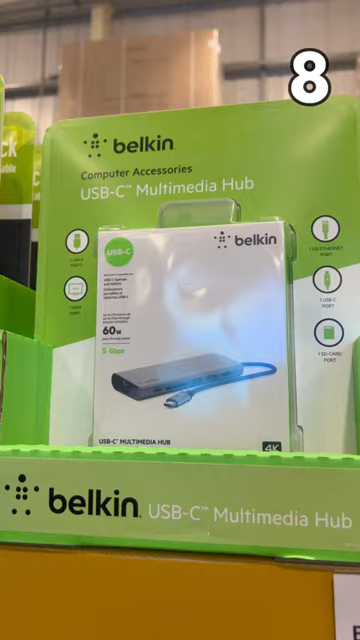 8
belkin
Computer Accessories
USB-C™ Multimedia Hub
ck
USB-C
belkin
60W
5 Gbps
USB-C™ MULTIMEDIA HUB
4K
1 GB ETHERNET
PORT
1 USB-C
PORT
1 SD CARD
PORT
belkin. USB-C™ Multimedia Hub